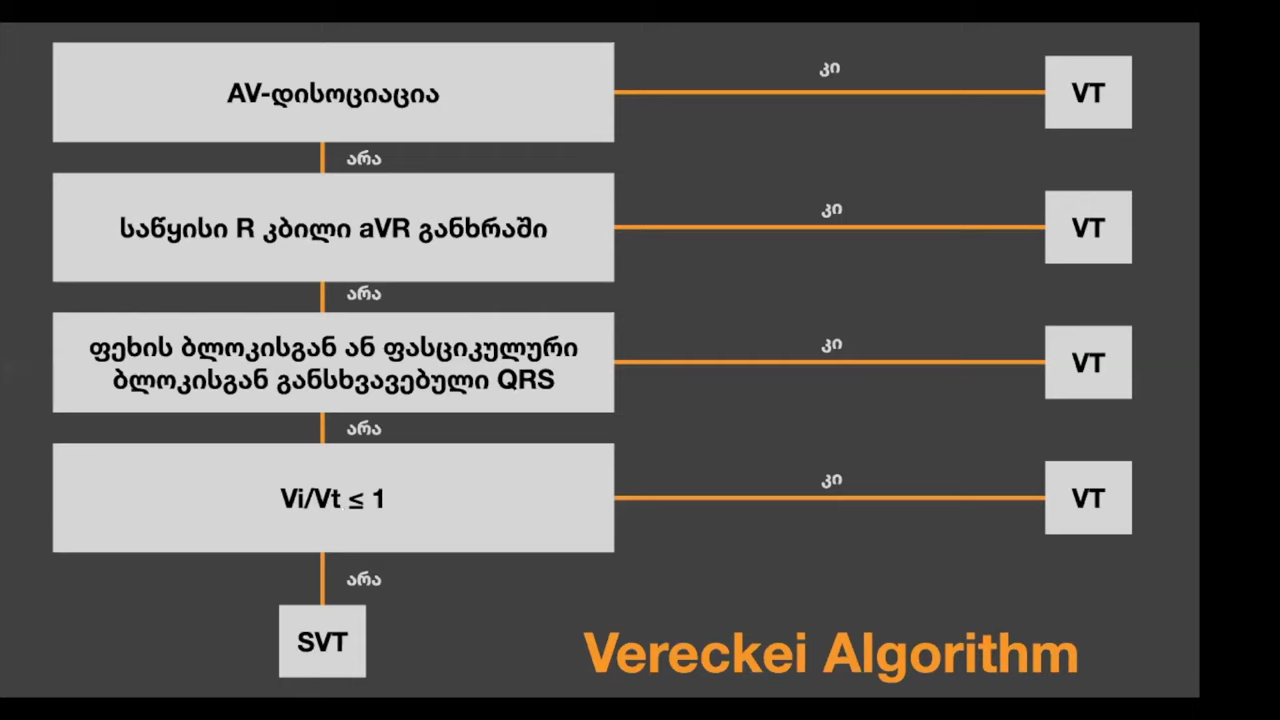 AV-დისოციაცია
კი
VT
არა
საწყისი R კბილი aVR განხრაში
კი
VT
არა
ფეხის ბლოკისგან ან ფასციკულური
ბლოკისგან განსხვავებული QRS
კი
VT
არა
Vi/Vt ≤ 1
კი
VT
არა
SVT
Vereckei Algorithm